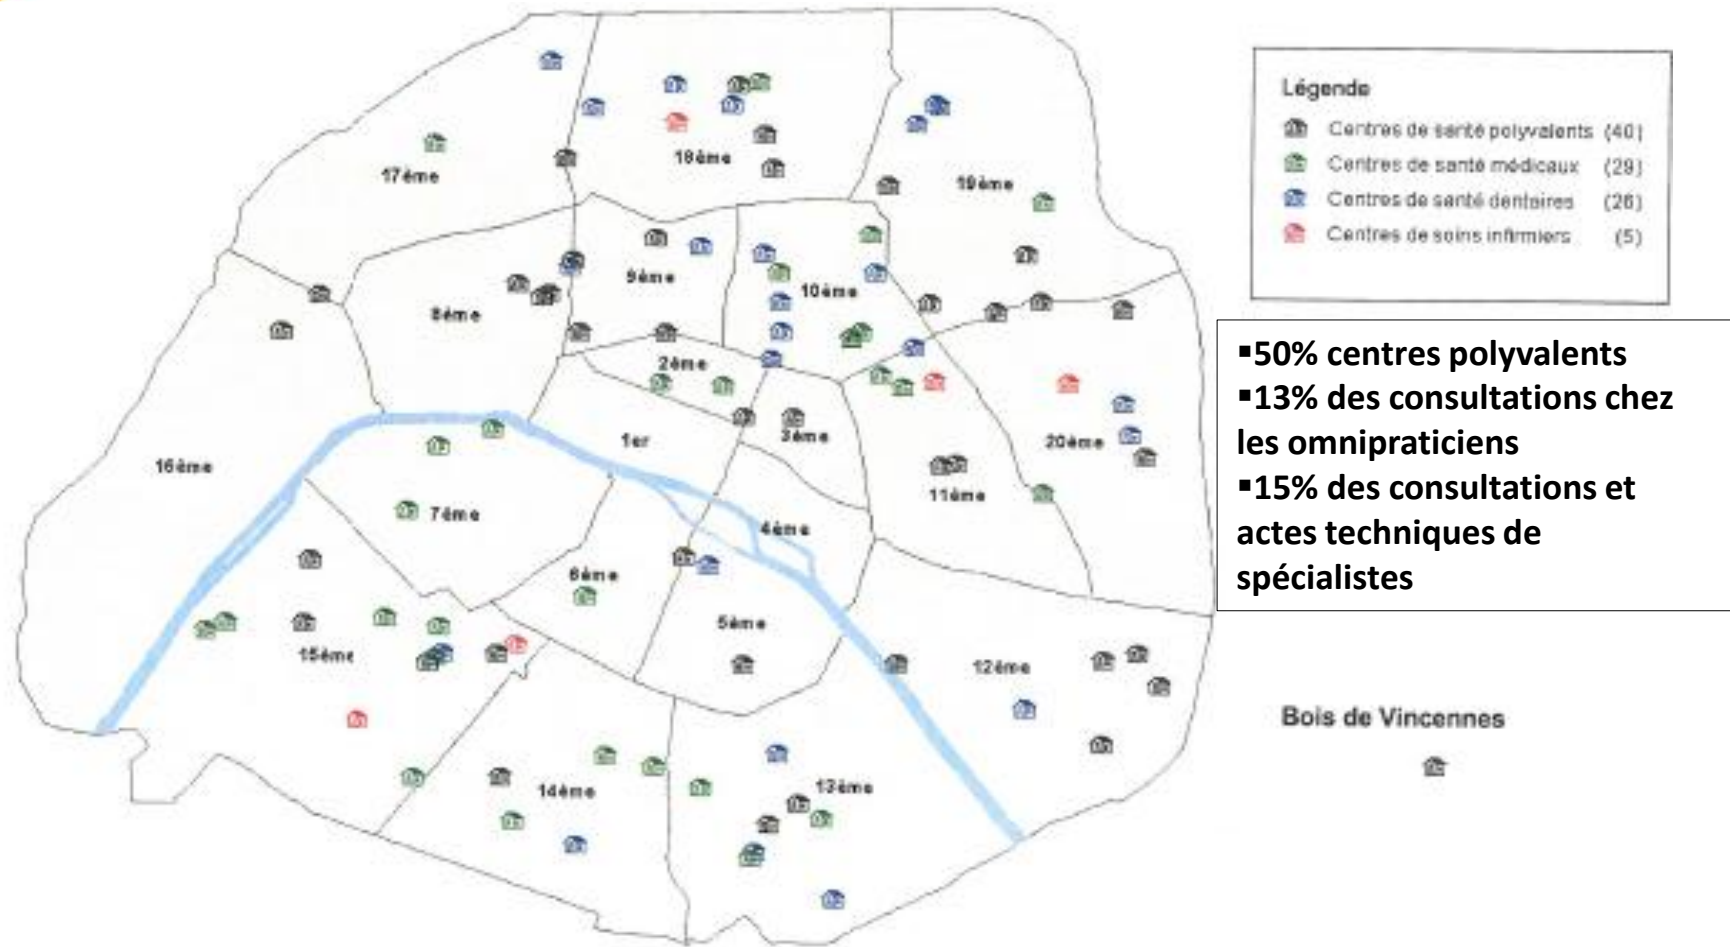 Légende
Centres de santé polyvalents (40)
Centres de santé médicaux (29)
Centres de santé dentaires (26)
Centres de soins infirmiers (5)
17ème
18ème
19ème
8ème
9ème
10ème
2ème
1er
3ème
16ème
7ème
11ème
20ème
4ème
6ème
5ème
15ème
12ème
14ème
13ème
▪50% centres polyvalents
▪13% des consultations chez
les omnipraticiens
▪15% des consultations et
actes techniques de
spécialistes
Bois de Vincennes